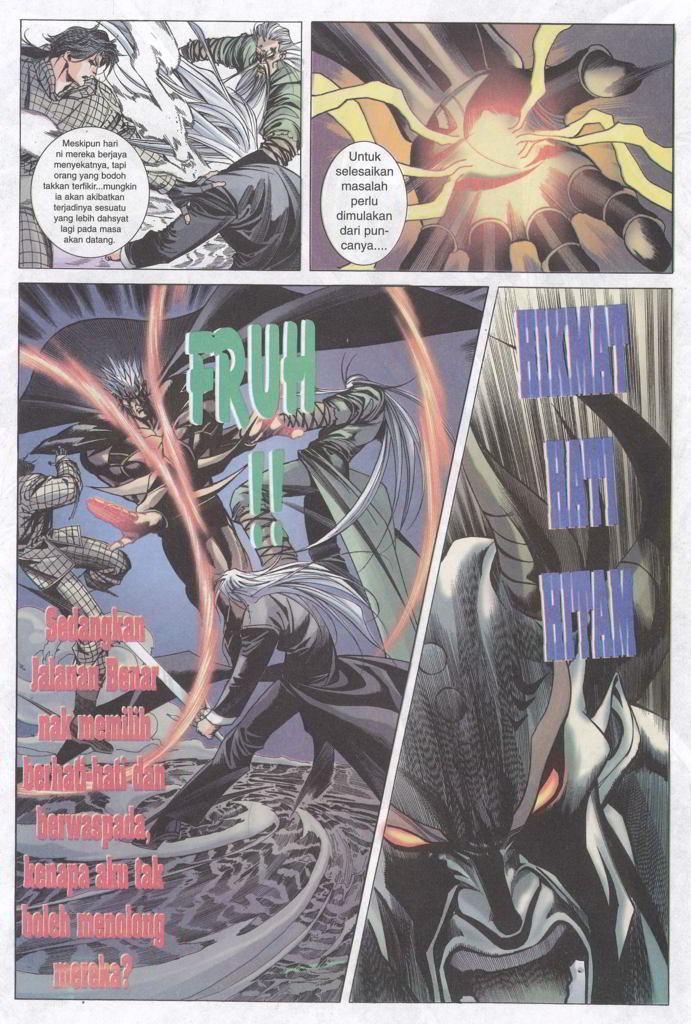 Meskipun hari
ni mereka berjaya
menyekatnya, tapi
orang yang bodoh
takkan terfikir...mungkin
ia akan akibatkan
terjadinya sesuatu
yang lebih dahsyat
lagi pada masa
akan datang.
Untuk
selesaikan
masalah
perlu
dimulakan
dari pun-
canya....
FRUH
!!
Sedangkan
Jalanan Benar
nak memilih
berhati-hati dan
berwaspada,
kenapa aku tak
boleh menolong
mereka?
HIKMAT
HATI
HITAM